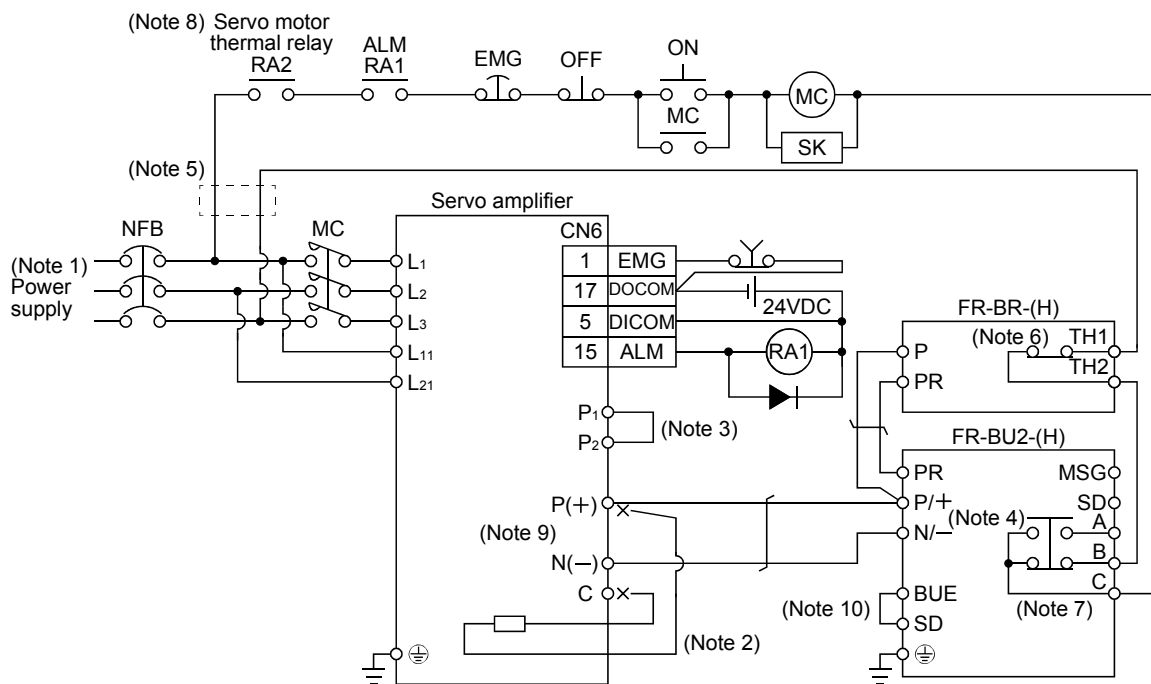 (Note 8) Servo motor
thermal relay
RA2
ALM
RA1
EMG
OFF
ON
MC
MC
SK
(Note 5)
NFB
MC
(Note 1)
Power
supply
Servo amplifier
L1
L2
L3
L11
L21
CN6
1 EMG
17 DOCOM
5 DICOM
15 ALM
24VDC
RA1
P1
P2
(Note 3)
P(+)
(Note 9)
N(−)
C
(Note 2)
FR-BR-(H)
P
PR
(Note 6)
TH1
TH2
FR-BU2-(H)
PR
P/+
N/−
BUE
SD
(Note 10)
MSG
SD
(Note 4)
A
B
C
(Note 7)